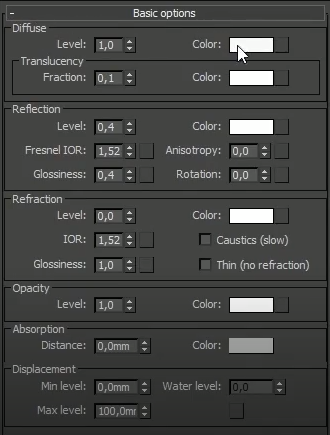 - Basic options
Diffuse
Level: 1,0 Color:
Translucency
Fraction: 0,1 Color:
Reflection
Level: 0,4 Color:
Fresnel IOR: 1,52 Anisotropy: 0,0
Glossiness: 0,4 Rotation: 0,0
Refraction
Level: 0,0 Color:
IOR: 1,52 Caustics (slow)
Glossiness: 1,0 Thin (no refraction)
Opacity
Level: 1,0 Color:
Absorption
Distance: 0,0mm Color:
Displacement
Min level: 0,0mm Water level: 0,0
Max level: 100,0mr